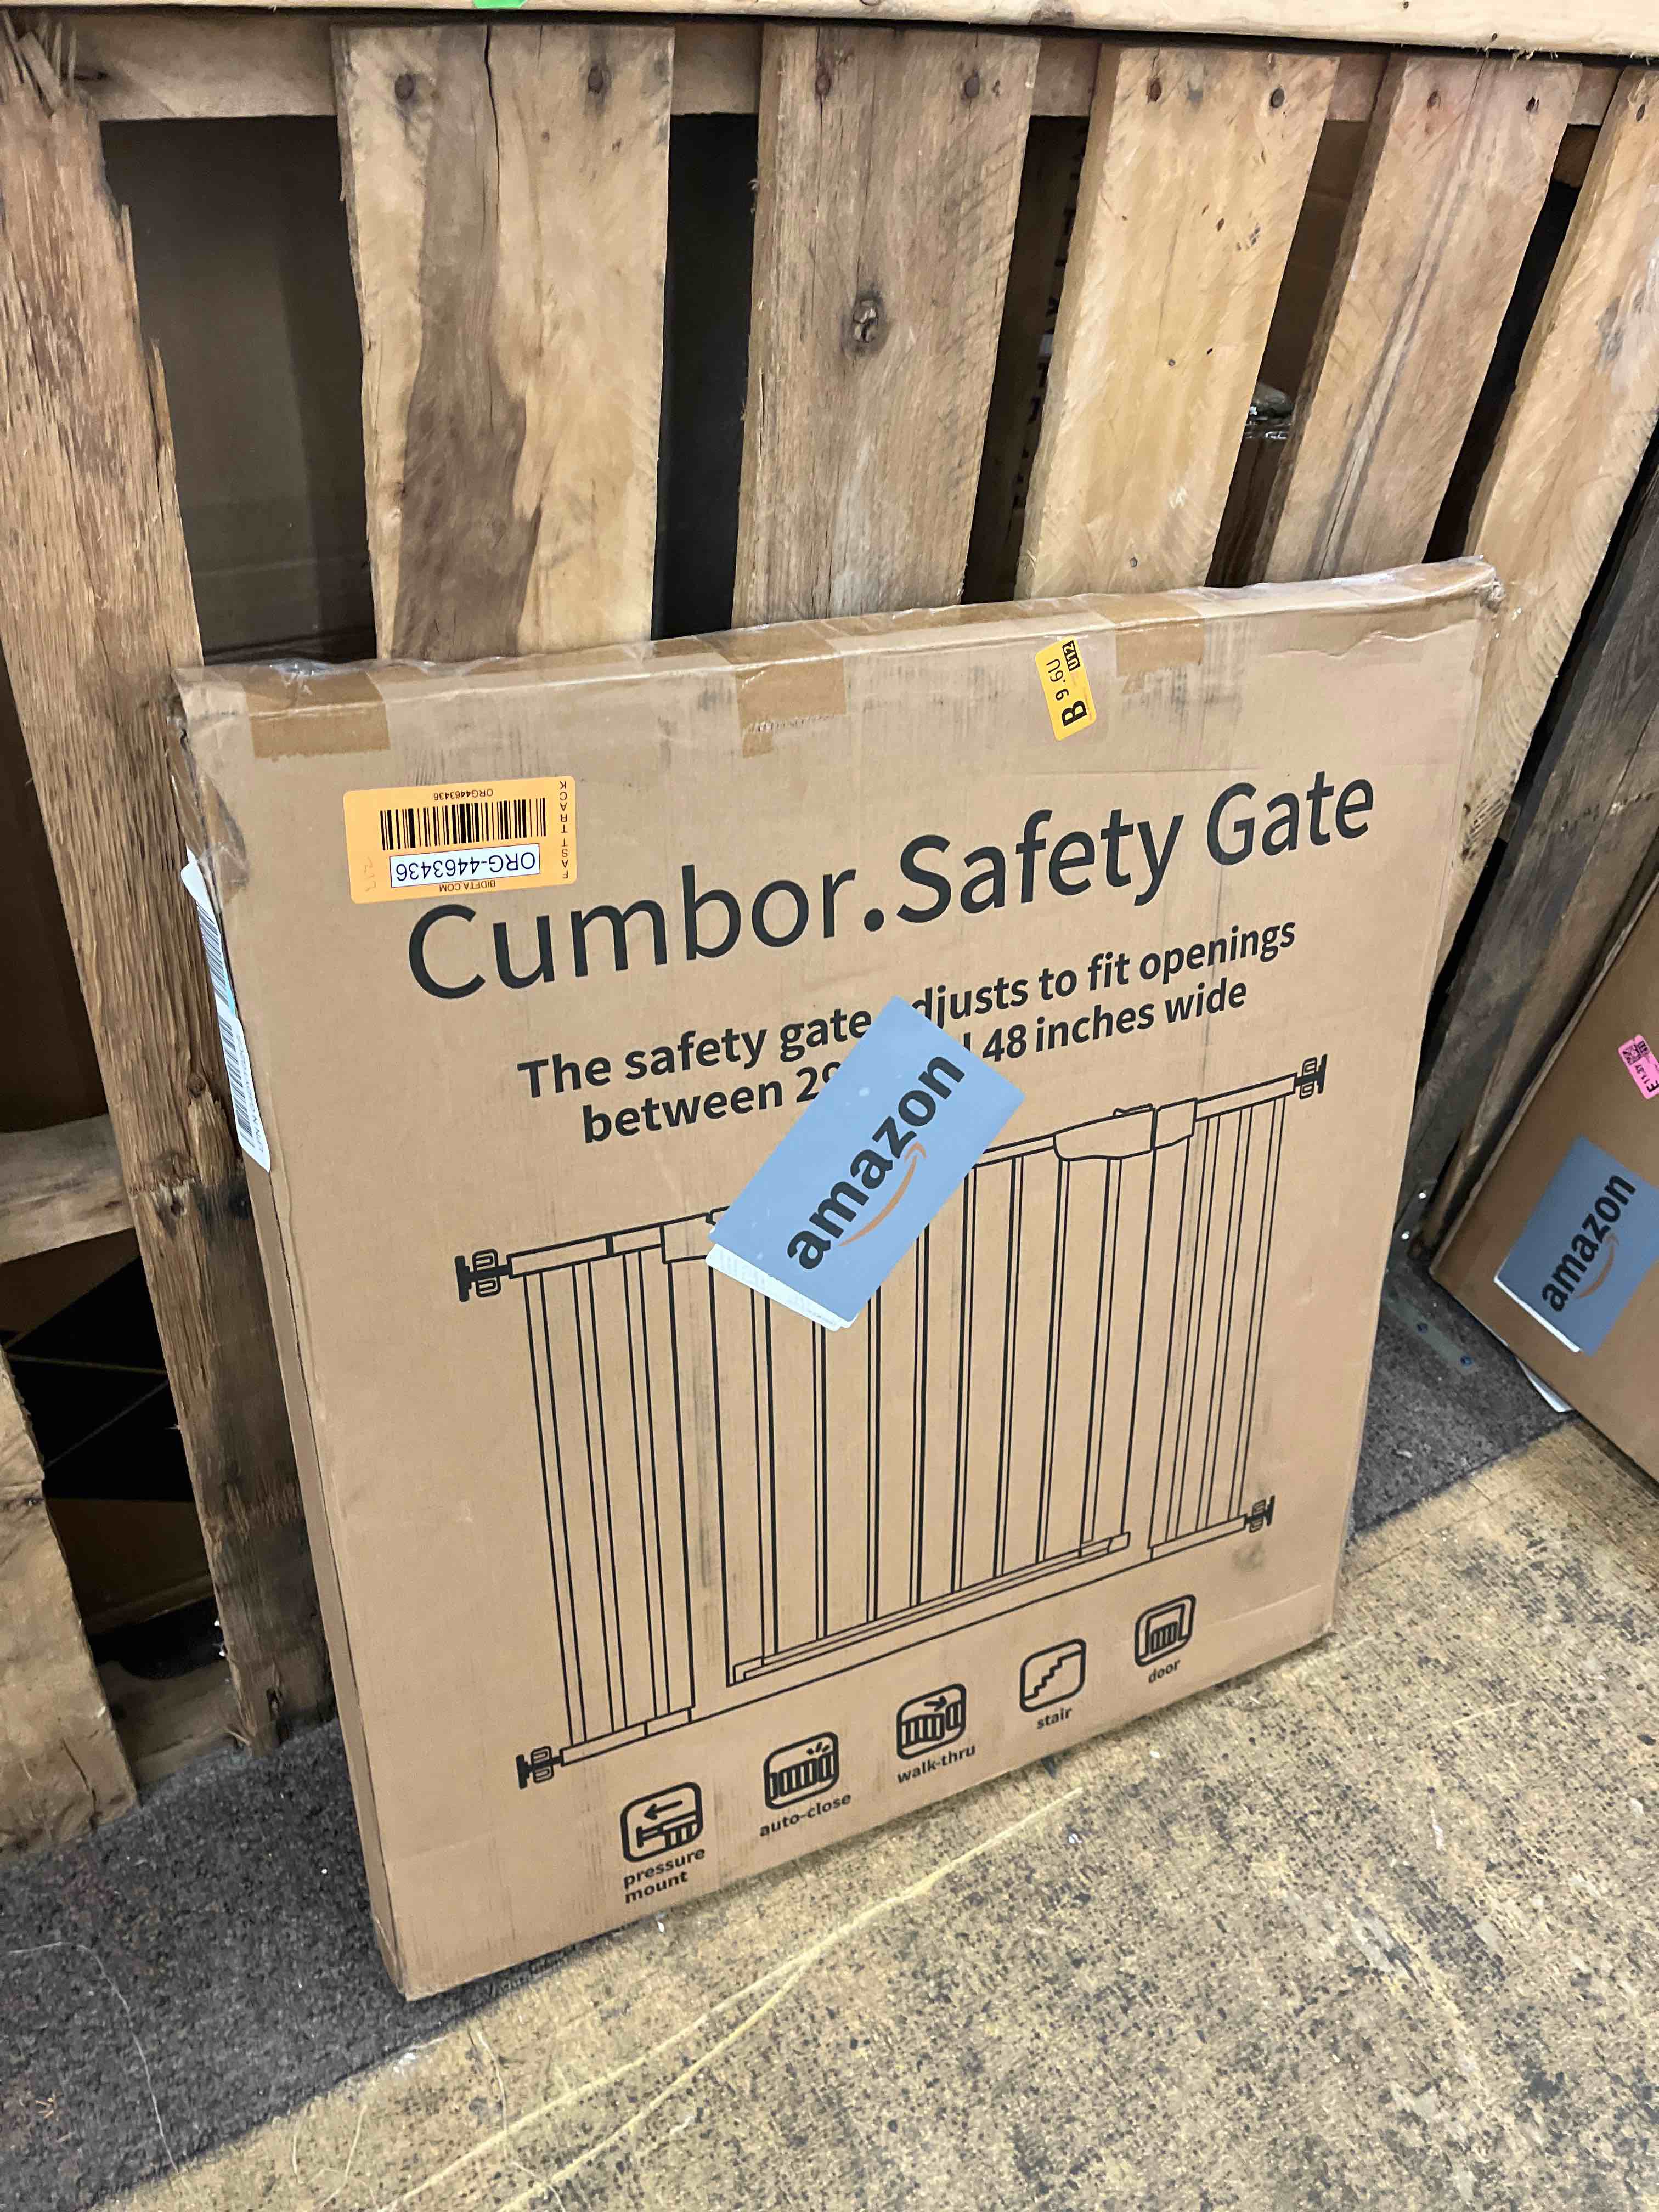 B 9.6U
U12
ORG4463436
ORG-4463436
BIDFTA.COM
FAST TRACK
Cumbor.Safety Gate
The safety gate djusts to fit openings
between 48 inches wide
amazon
amazon
pressure
mount
auto-close
walk-thru
stair
door